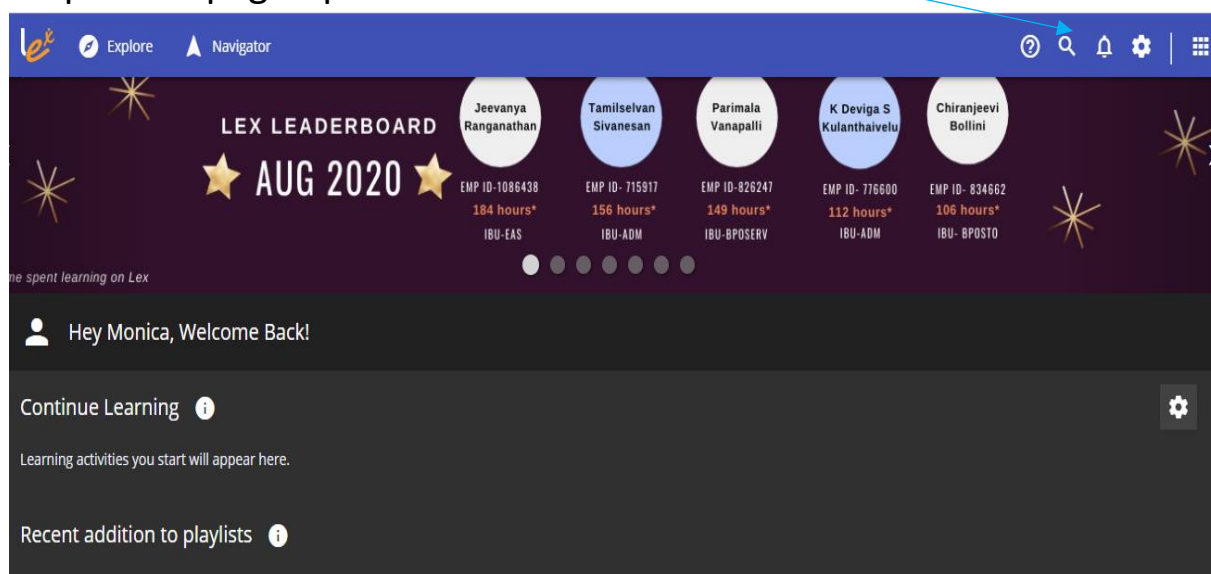 Lex
Explore
Navigator
LEX LEADERBOARD
AUG 2020
Jeevanya
Ranganathan
EMP ID-1086438
184 hours*
IBU-EAS
Tamilselvan
Sivanesan
EMP ID- 715917
156 hours*
IBU-ADM
Parimala
Vanapalli
EMP ID-826247
149 hours*
IBU-BPOSERV
K Deviga S
Kulanthaivelu
EMP ID- 776600
112 hours*
IBU-ADM
Chiranjeevi
Bollini
EMP ID- 834662
106 hours*
IBU- BPOSTO
spent learning on Lex
Hey Monica, Welcome Back!
Continue Learning
Learning activities you start will appear here.
Recent addition to playlists